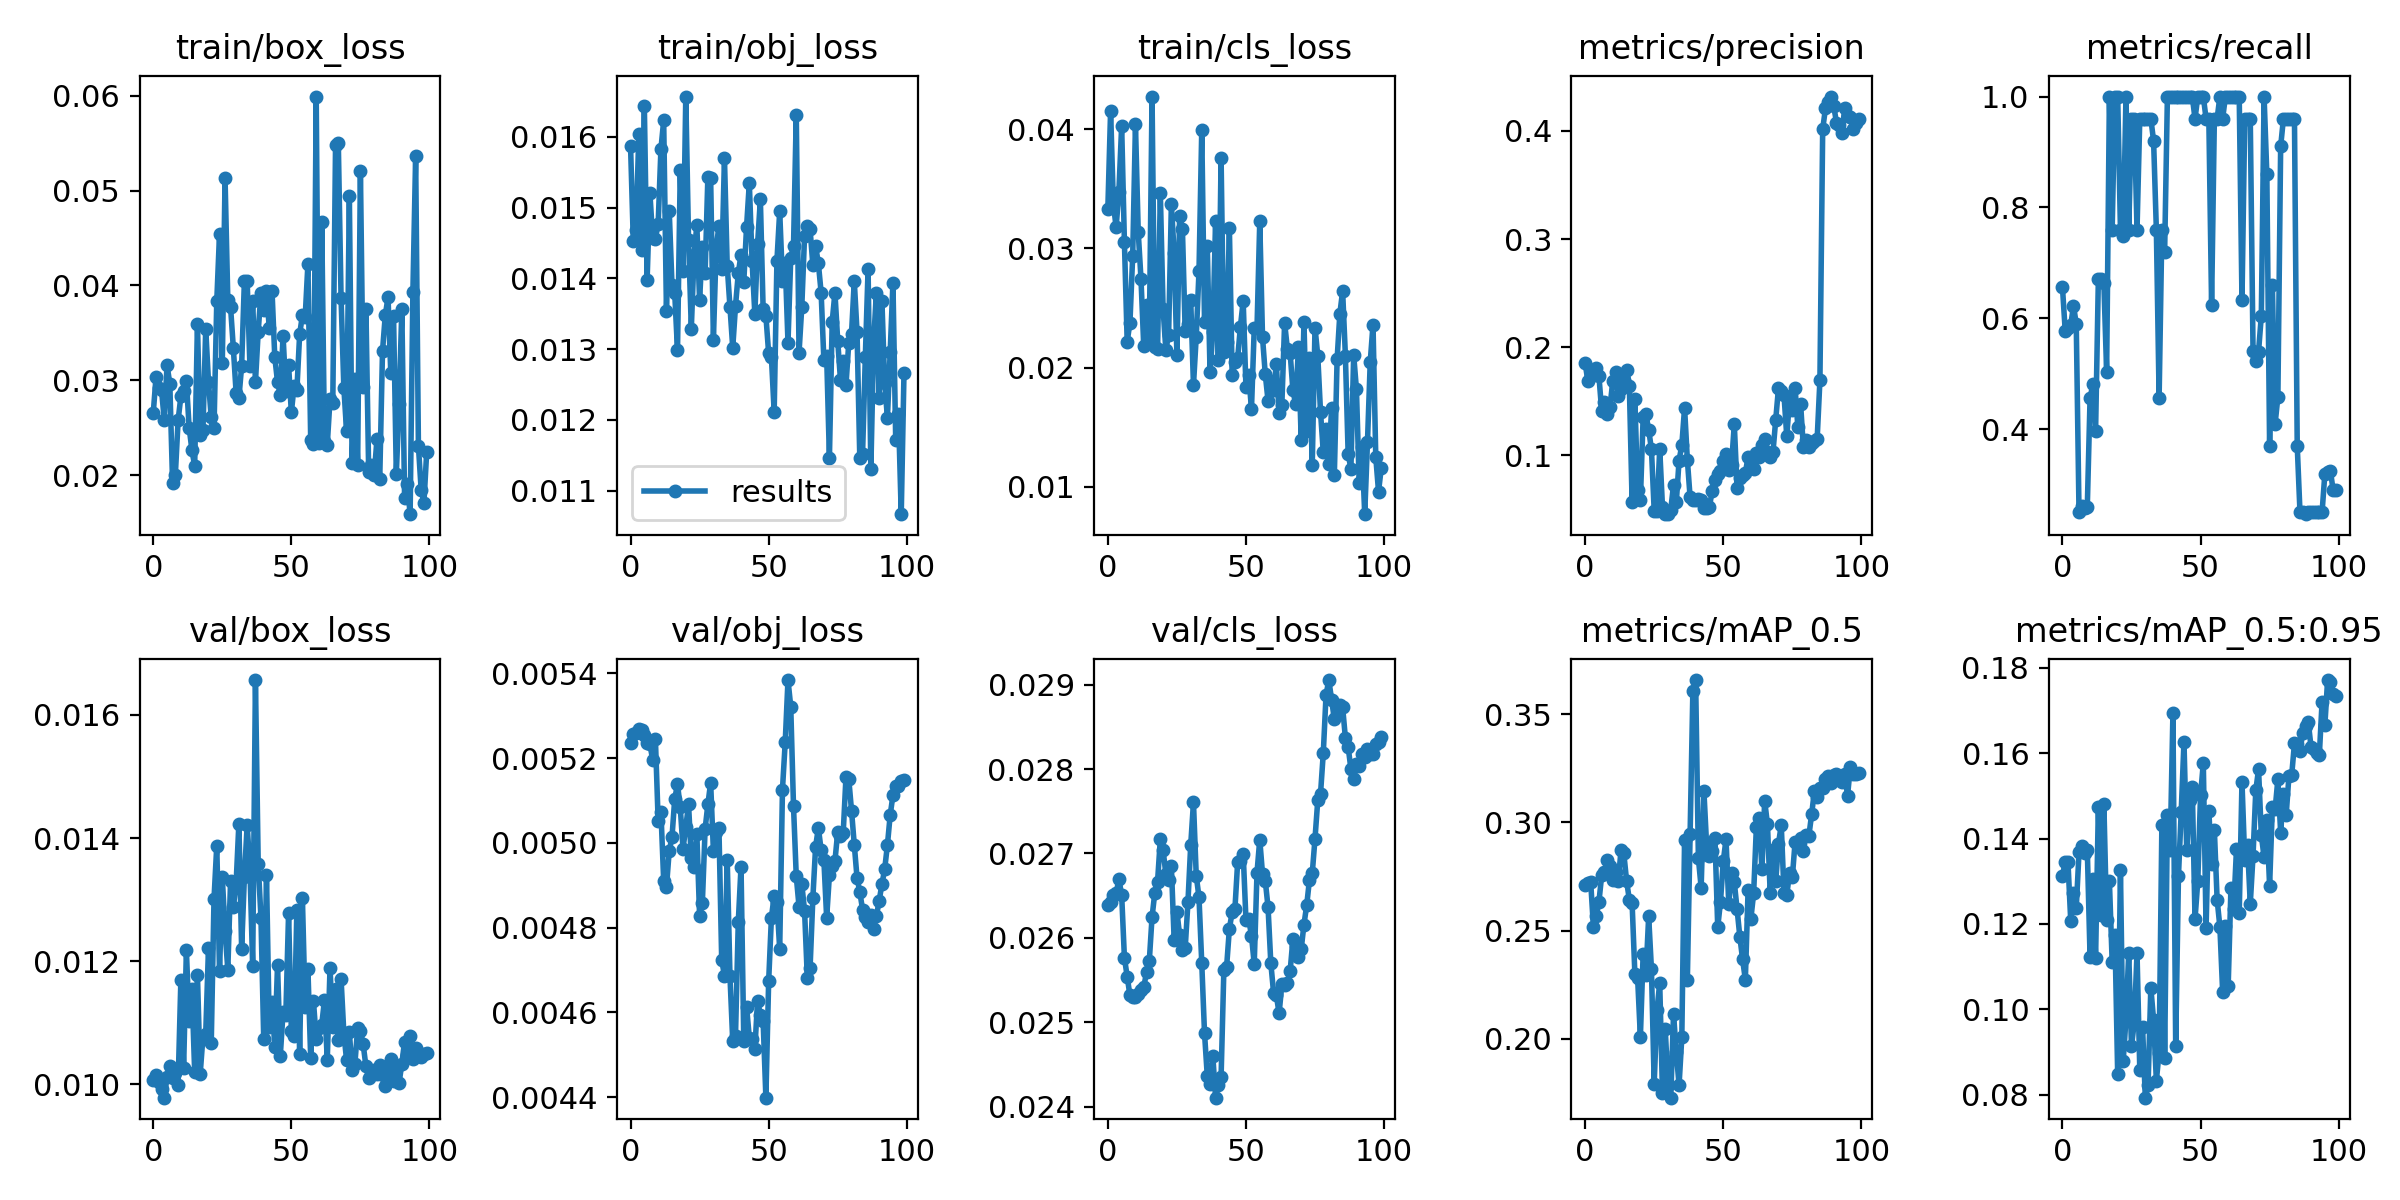 train/box_loss
0.06
0.05
0.04
0.03
0.02
0 50 100
train/obj_loss
0.016
0.015
0.014
0.013
0.012
0.011
results
0 50 100
train/cls_loss
0.04
0.03
0.02
0.01
0 50 100
metrics/precision
0.4
0.3
0.2
0.1
0 50 100
metrics/recall
1.0
0.8
0.6
0.4
0 50 100
val/box_loss
0.016
0.014
0.012
0.010
0 50 100
val/obj_loss
0.0054
0.0052
0.0050
0.0048
0.0046
0.0044
0 50 100
val/cls_loss
0.029
0.028
0.027
0.026
0.025
0.024
0 50 100
metrics/mAP_0.5
0.35
0.30
0.25
0.20
0 50 100
metrics/mAP_0.5:0.95
0.18
0.16
0.14
0.12
0.10
0.08
0 50 100